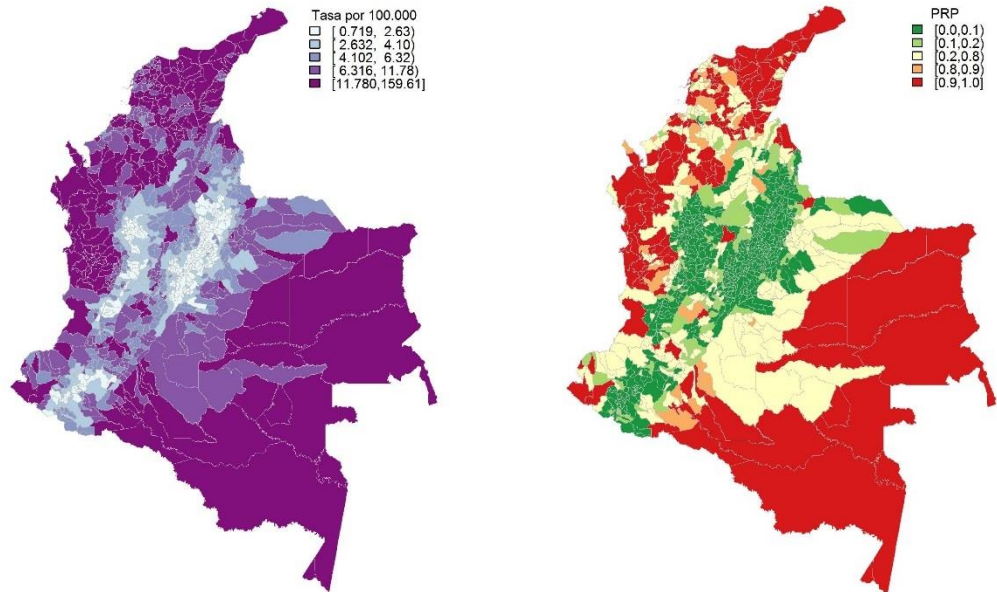 Tasa por 100.000
[ 0.719, 2.63)
[ 2.632, 4.10)
[ 4.102, 6.32)
[ 6.316, 11.78)
[11.780,159.61]
PRP
[0.0,0.1)
[0.1,0.2)
[0.2,0.8)
[0.8,0.9)
[0.9,1.0]